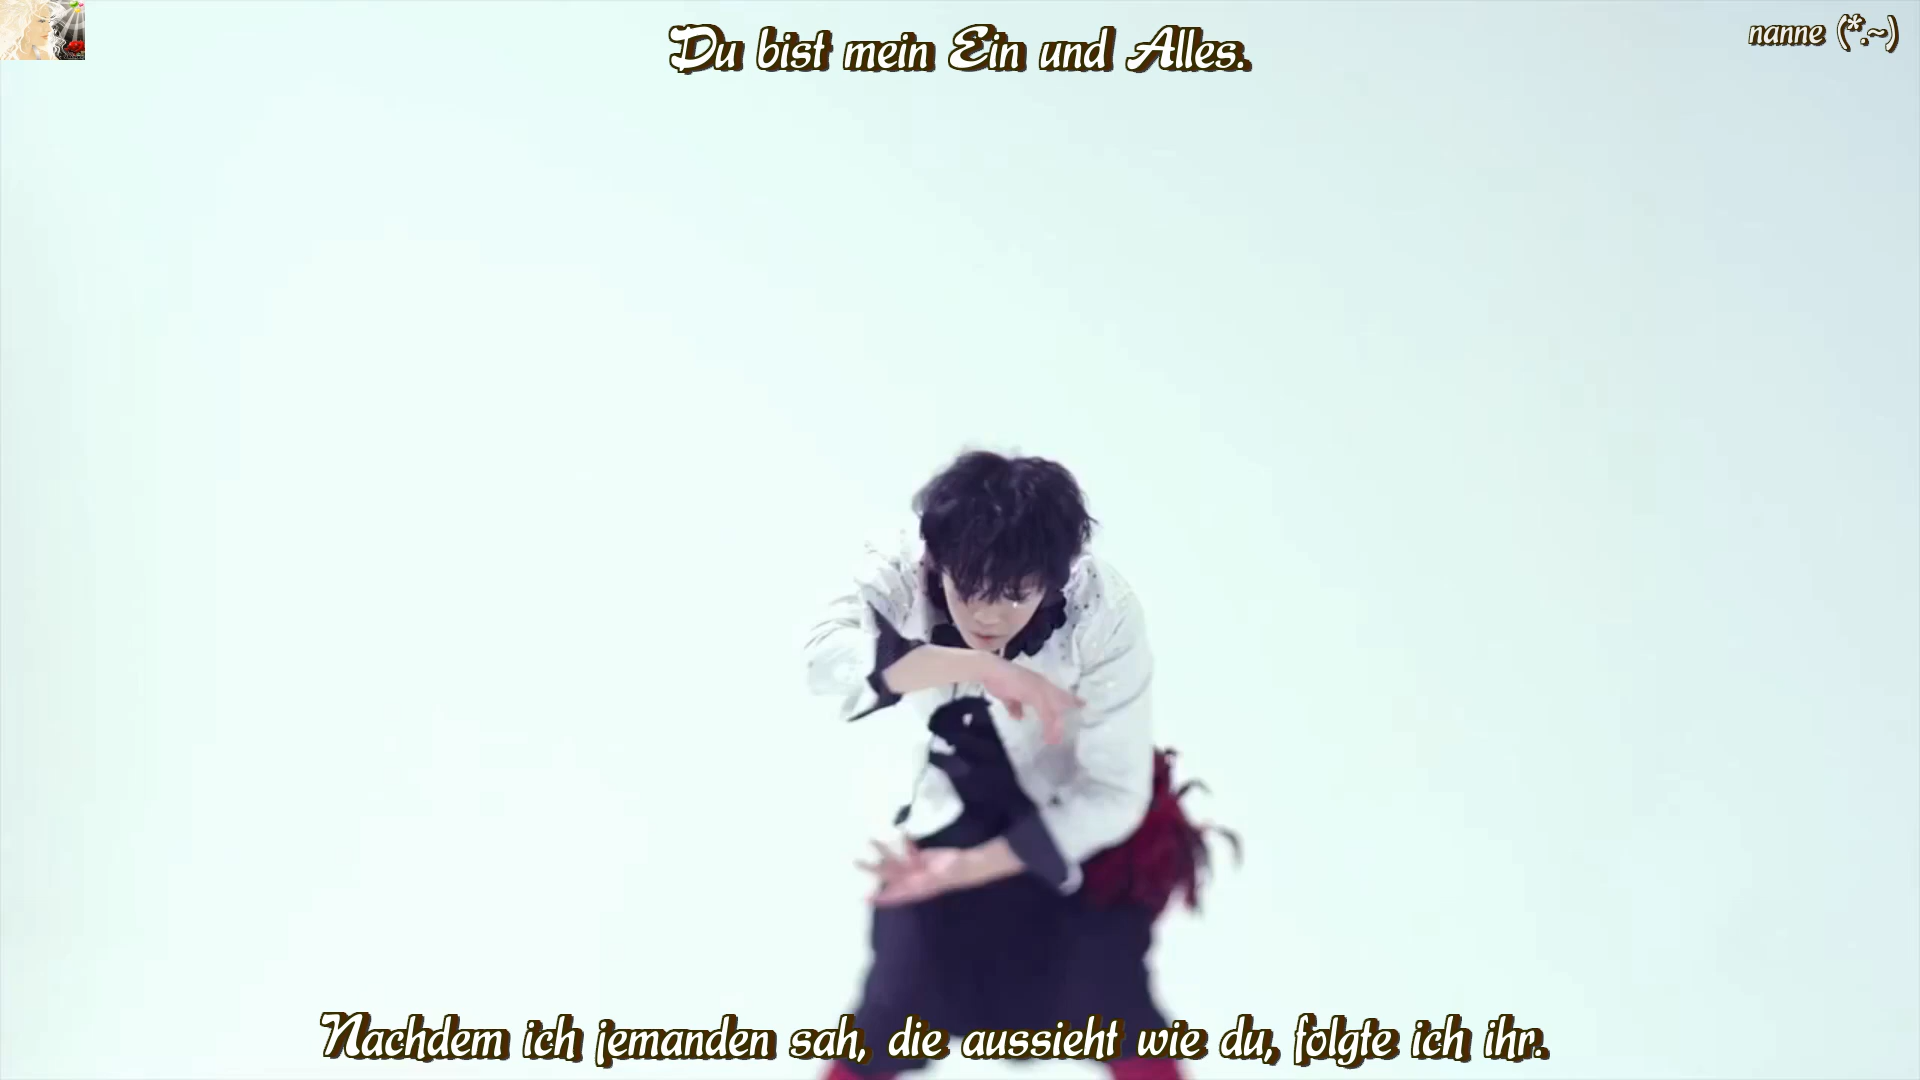 Du bist mein Ein und Alles.
nanne (*.~)
Nachdem ich jemanden sah, die aussieht wie du, folgte ich ihr.